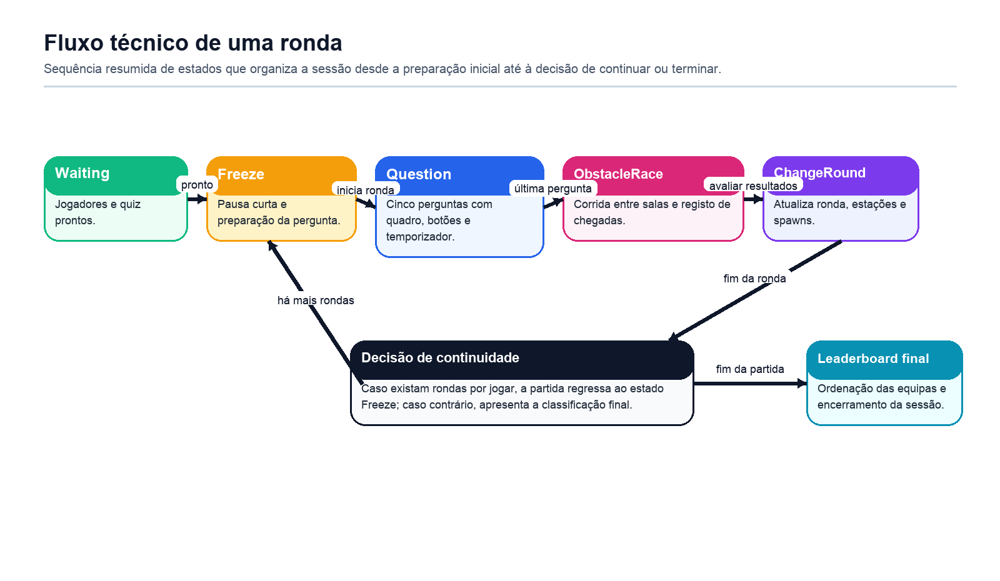 Fluxo técnico de uma ronda
Sequência resumida de estados que organiza a sessão desde a preparação inicial até à decisão de continuar ou terminar.
Waiting
Jogadores e quiz
prontos.
pronto
Freeze
Pausa curta e
preparação da pergunta.
inicia ronda
Question
Cinco perguntas com
quadro, botões e
temporizador.
última pergunta
ObstacleRace
Corrida entre salas e registo de
chegadas.
avaliar resultados
ChangeRound
Atualiza ronda, estações e
spawns.
fim da ronda
há mais rondas
Decisão de continuidade
Caso existam rondas por jogar, a partida regressa ao estado
Freeze; caso contrário, apresenta a classificação final.
fim da partida
Leaderboard final
Ordenação das equipas e
encerramento da sessão.